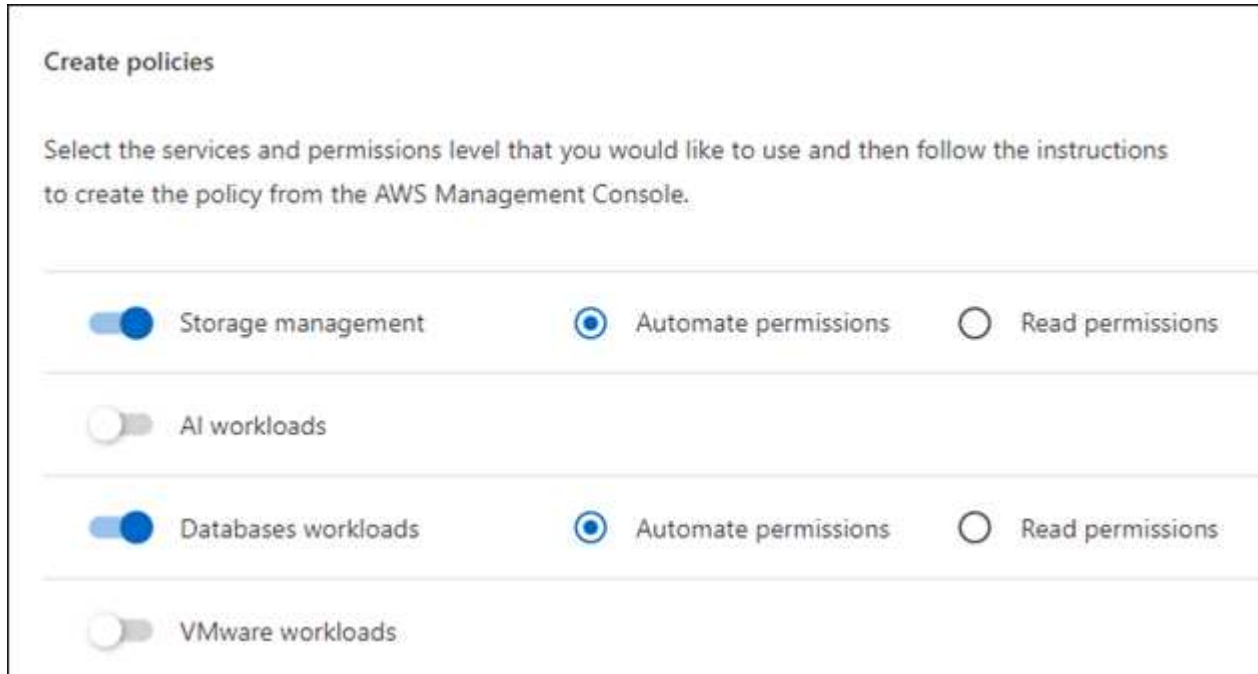 Create policies
Select the services and permissions level that you would like to use and then follow the instructions
to create the policy from the AWS Management Console.
Storage management Automate permissions Read permissions
AI workloads
Databases workloads Automate permissions Read permissions
VMware workloads